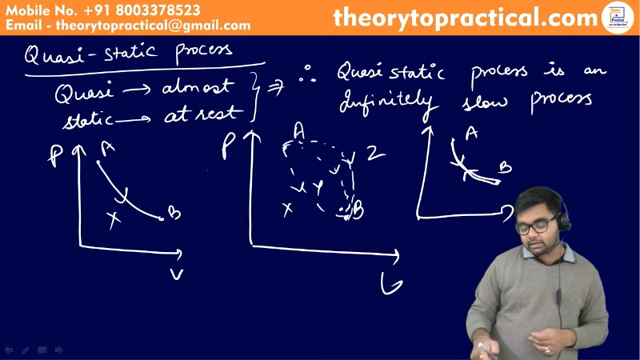 Mobile No. +91 8003378523
Email - theorytopractical@gmail.com
theorytopractical.com
Quasi-static process
Quasi → almost
static → at rest
⇒ ∴ Quasi static process is an
Infinitely slow process
P
A
X
B
V
P
A
2
X
B
A
B